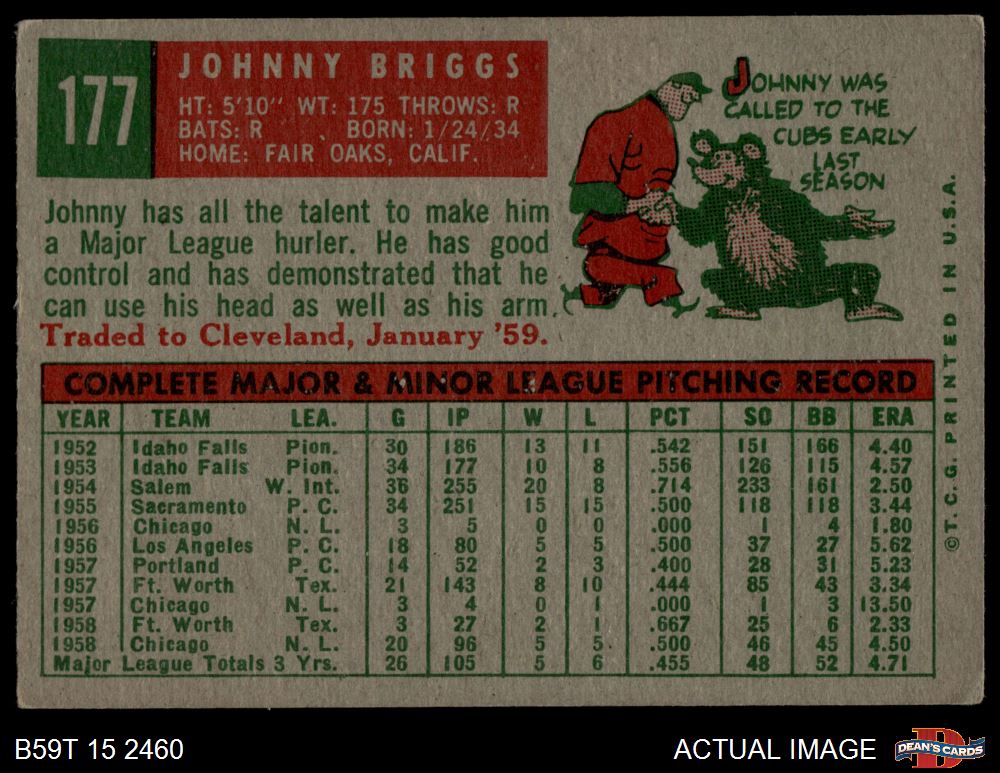 177
JOHNNY BRIGGS
HT: 5'10" WT: 175 THROWS: R
BATS: R BORN: 1/24/34
HOME: FAIR OAKS, CALIF.
JOHNNY WAS
CALLED TO THE
CUBS EARLY
LAST
SEASON
Johnny has all the talent to make him
a Major League hurler. He has good
control and has demonstrated that he
can use his head as well as his arm.
Traded to Cleveland, January '59.
COMPLETE MAJOR & MINOR LEAGUE PITCHING RECORD
YEAR TEAM LEA. G IP W L PCT SO BB ERA
1952 Idaho Falls Pion. 30 186 13 11 .542 151 166 4.40
1953 Idaho Falls Pion. 34 177 10 8 .556 126 115 4.57
1954 Salem W. Int. 36 255 20 8 .714 233 161 2.50
1955 Sacramento P. C. 34 251 15 15 .500 118 118 3.44
1956 Chicago N. L. 3 5 0 0 .000 1 4 1.80
1956 Los Angeles P. C. 18 80 5 5 .500 37 27 5.62
1957 Portland P. C. 14 52 2 3 .400 28 31 5.23
1957 Ft. Worth Tex. 21 143 8 10 .444 85 43 3.34
1957 Chicago N. L. 3 4 0 1 .000 1 3 13.50
1958 Ft. Worth Tex. 3 27 2 1 .667 25 6 2.33
1958 Chicago N. L. 20 96 5 5 .500 46 45 4.50
Major League Totals 3 Yrs. 26 105 5 6 .455 48 52 4.71
©T. C. G. PRINTED IN U.S.A.
B59T 15 2460
ACTUAL IMAGE
D
DEAN'S CARDS